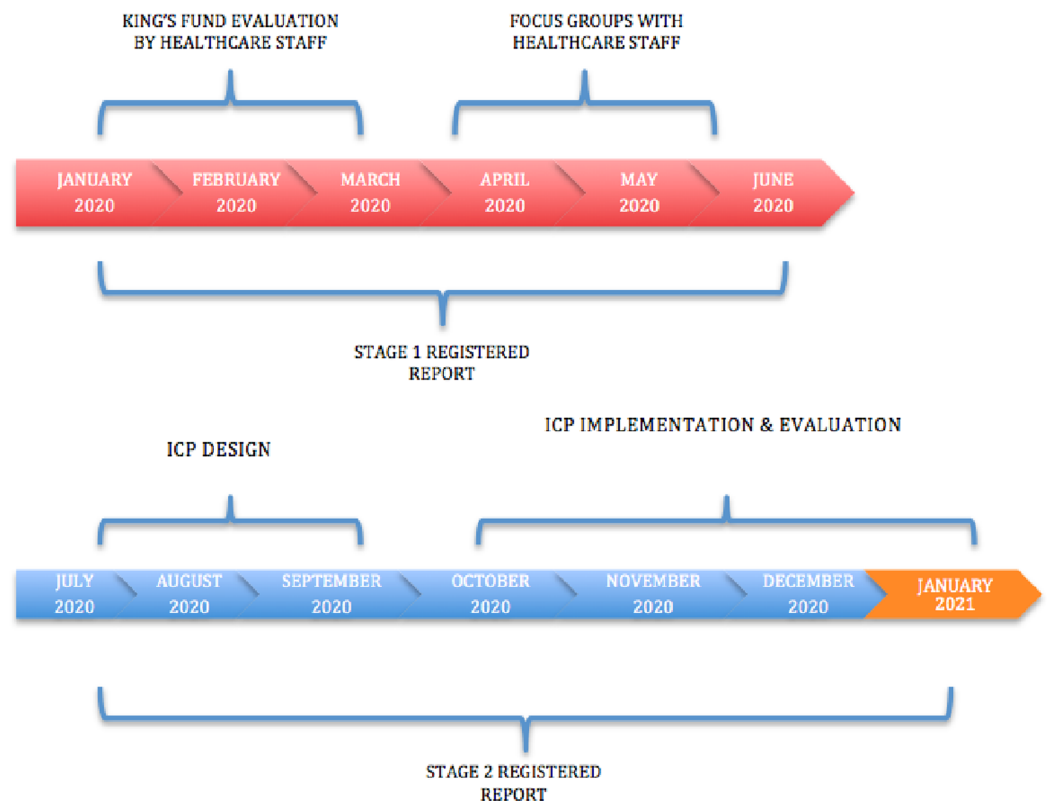 KING'S FUND EVALUATION
BY HEALTHCARE STAFF
FOCUS GROUPS WITH
HEALTHCARE STAFF
JANUARY
2020
FEBRUARY
2020
MARCH
2020
APRIL
2020
MAY
2020
JUNE
2020
STAGE 1 REGISTERED
REPORT
ICP DESIGN
ICP IMPLEMENTATION & EVALUATION
JULY
2020
AUGUST
2020
SEPTEMBER
2020
OCTOBER
2020
NOVEMBER
2020
DECEMBER
2020
JANUARY
2021
STAGE 2 REGISTERED
REPORT